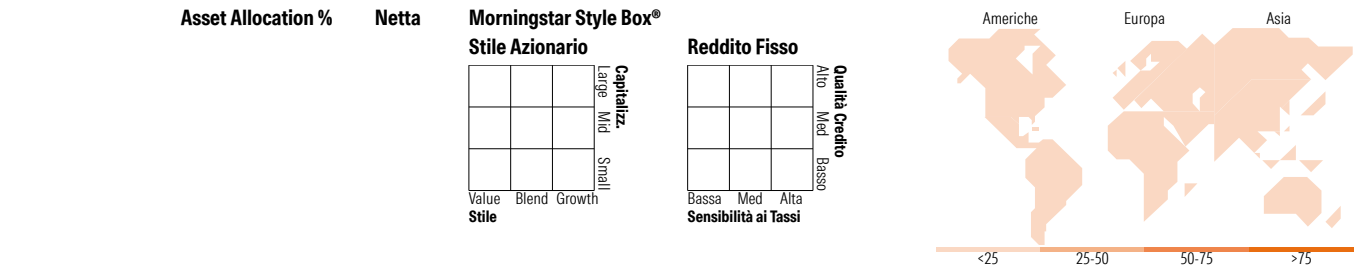 Asset Allocation % Netta
Morningstar Style Box®
Stile Azionario
Large Mid Small
Capitalizz.
Value Blend Growth
Stile
Reddito Fisso
Alto Med Basso
Qualità Credito
Bassa Med Alta
Sensibilità ai Tassi
Americhe Europa Asia
<25 25-50 50-75 >75